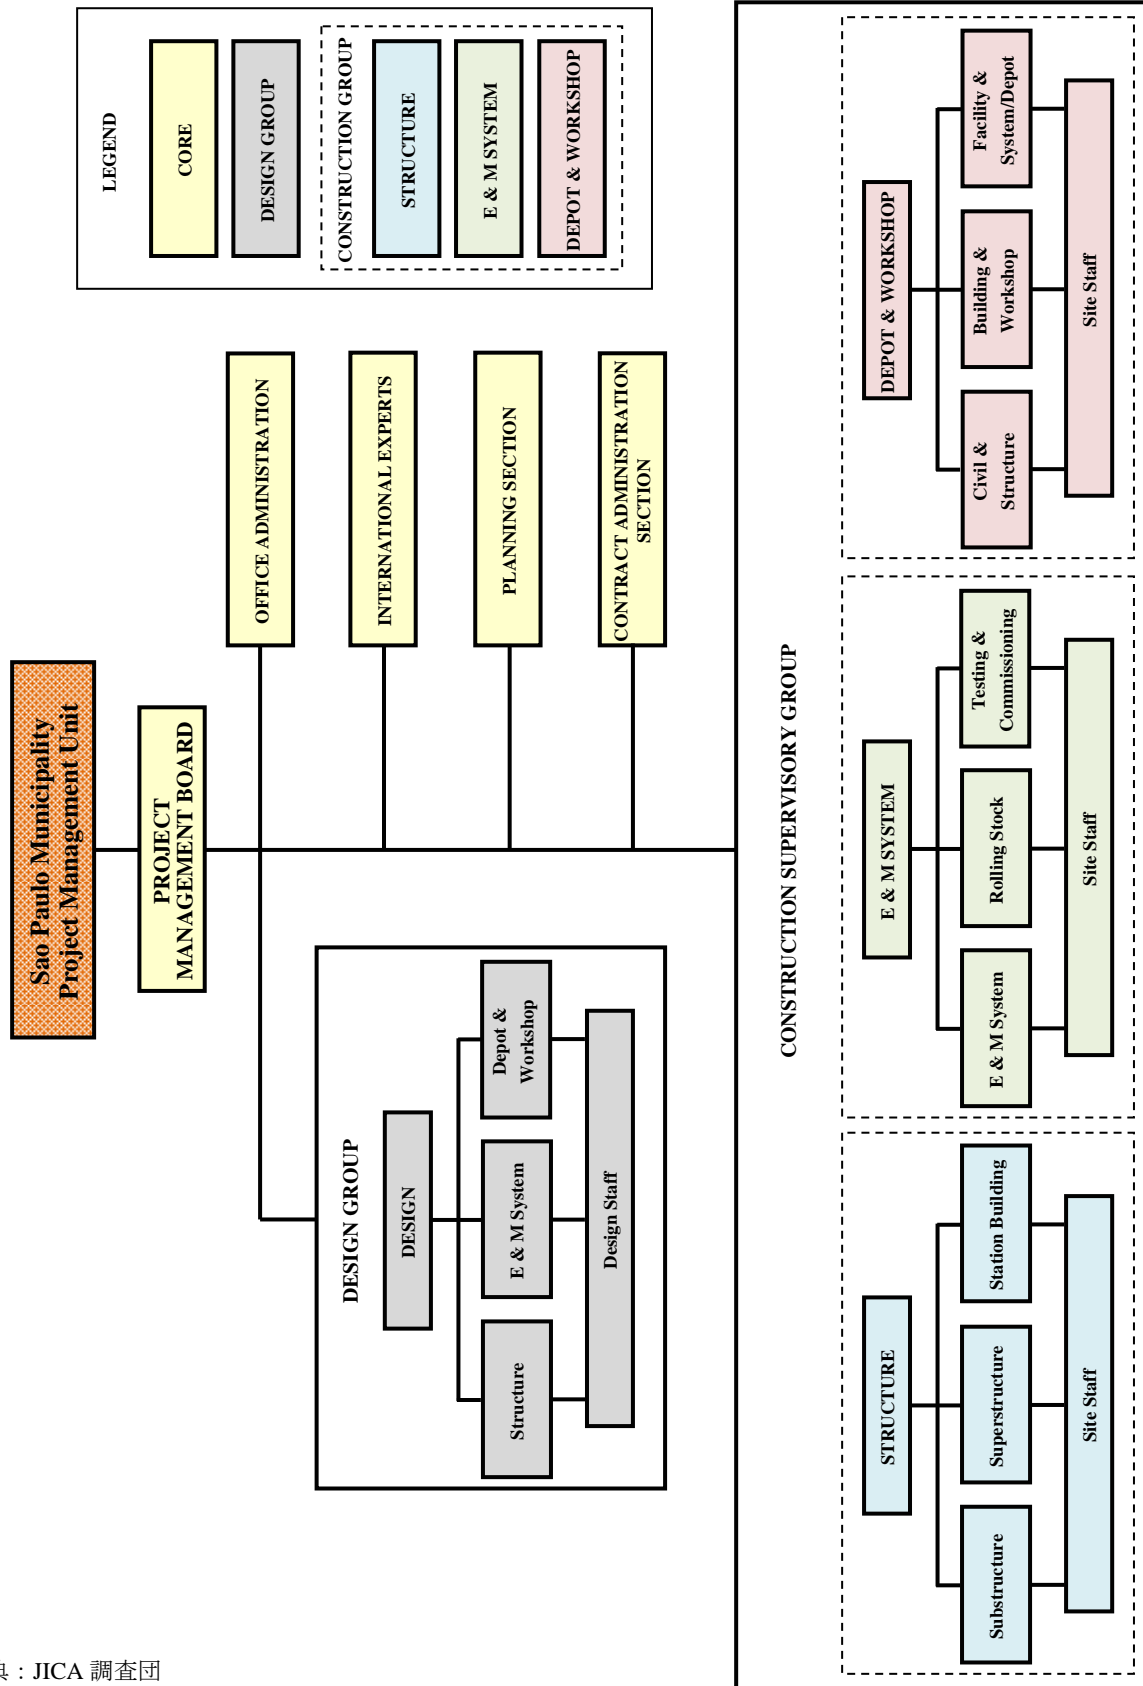 Sao Paulo Municipality
Project Management Unit
PROJECT
MANAGEMENT BOARD
OFFICE ADMINISTRATION
INTERNATIONAL EXPERTS
PLANNING SECTION
CONTRACT ADMINISTRATION
SECTION
LEGEND
CORE
DESIGN GROUP
CONSTRUCTION GROUP
STRUCTURE
E & M SYSTEM
DEPOT & WORKSHOP
DESIGN GROUP
DESIGN
Structure
E & M System
Depot &
Workshop
Design Staff
CONSTRUCTION SUPERVISORY GROUP
STRUCTURE
Substructure
Superstructure
Station Building
Site Staff
E & M SYSTEM
E & M System
Rolling Stock
Testing &
Commissioning
Site Staff
DEPOT & WORKSHOP
Civil &
Structure
Building &
Workshop
Facility &
System/Depot
Site Staff
：JICA 調査団